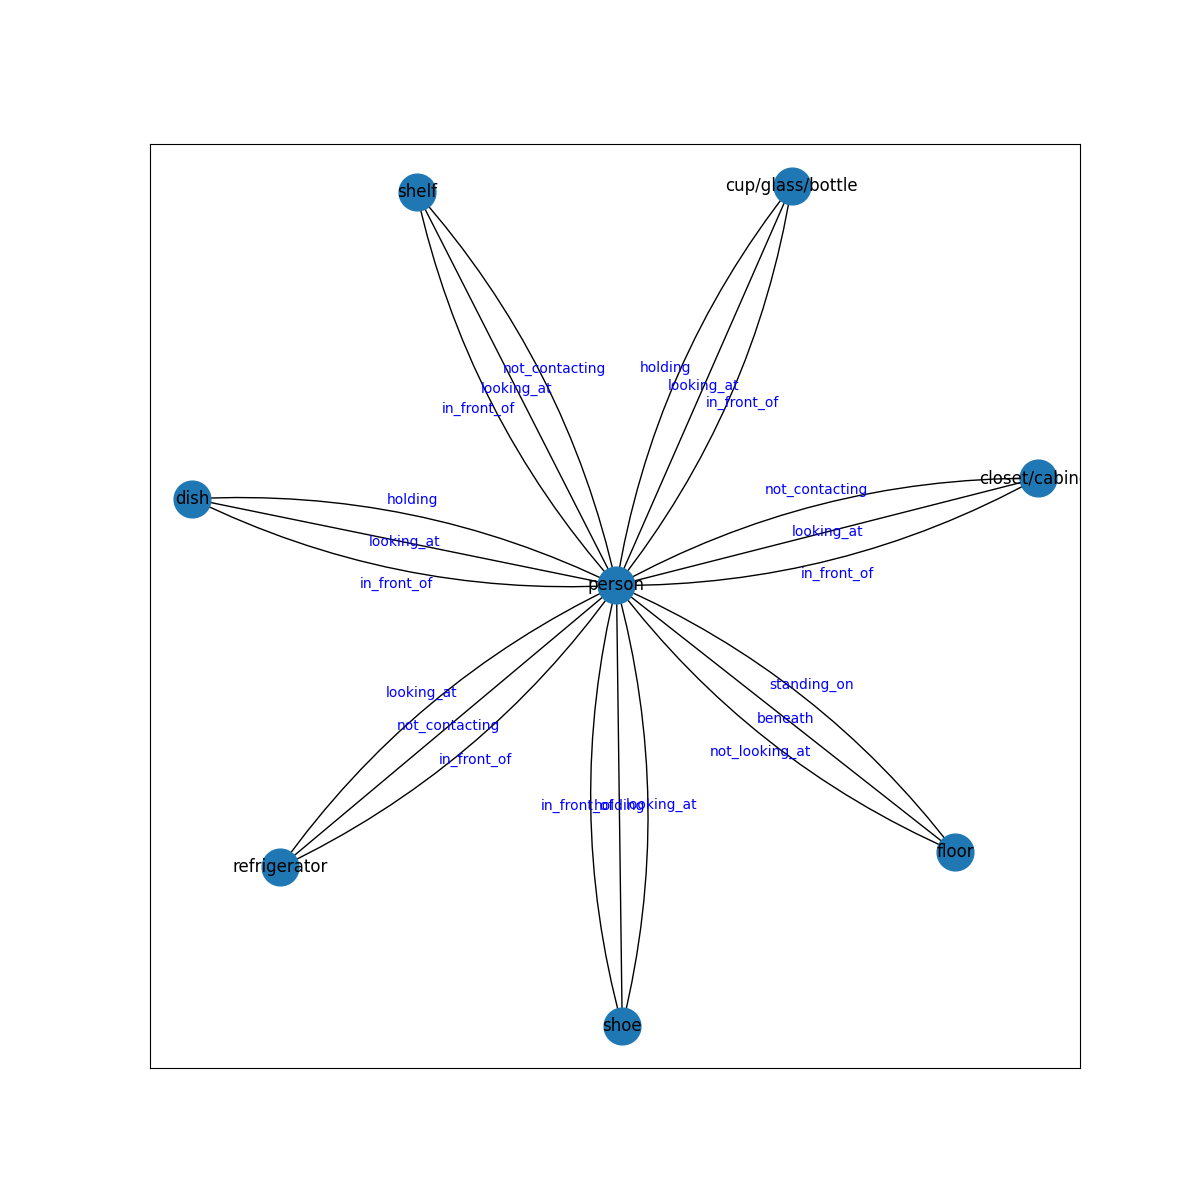 shelf
cup/glass/bottle
not_contacting
holding
looking_at
looking_at
in_front_of
in_front_of
closet/cabin
not_contacting
dish
holding
looking_at
looking_at
in_front_of
in_front_of
person
looking_at
standing_on
not_contacting
beneath
in_front_of
not_looking_at
in_front_of
holding
looking_at
floor
refrigerator
shoe